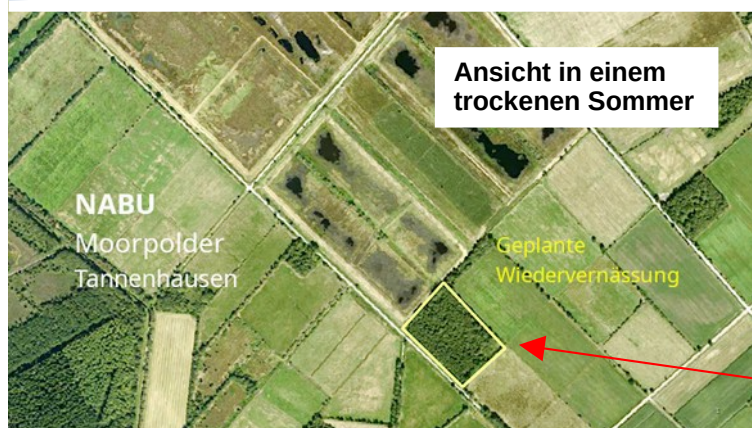 Ansicht in einem
trockenen Sommer
NABU
Moorpolder
Tannenhausen
Geplante
Wiedervernässung